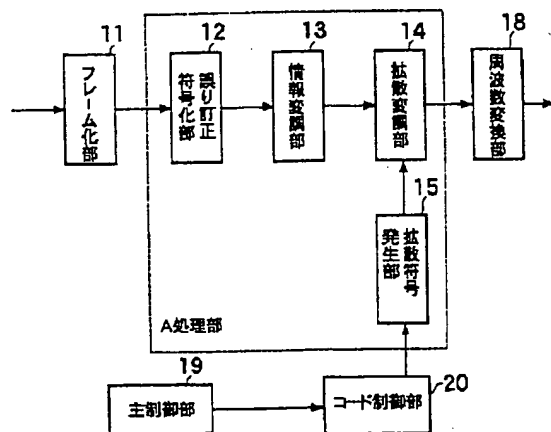 11
フレーム化部
12
誤り訂正
符号化部
13
情報変調部
14
拡散変調部
18
周波数変換部
15
拡散符号
発生部
A処理部
19
主制御部
コード制御部
20